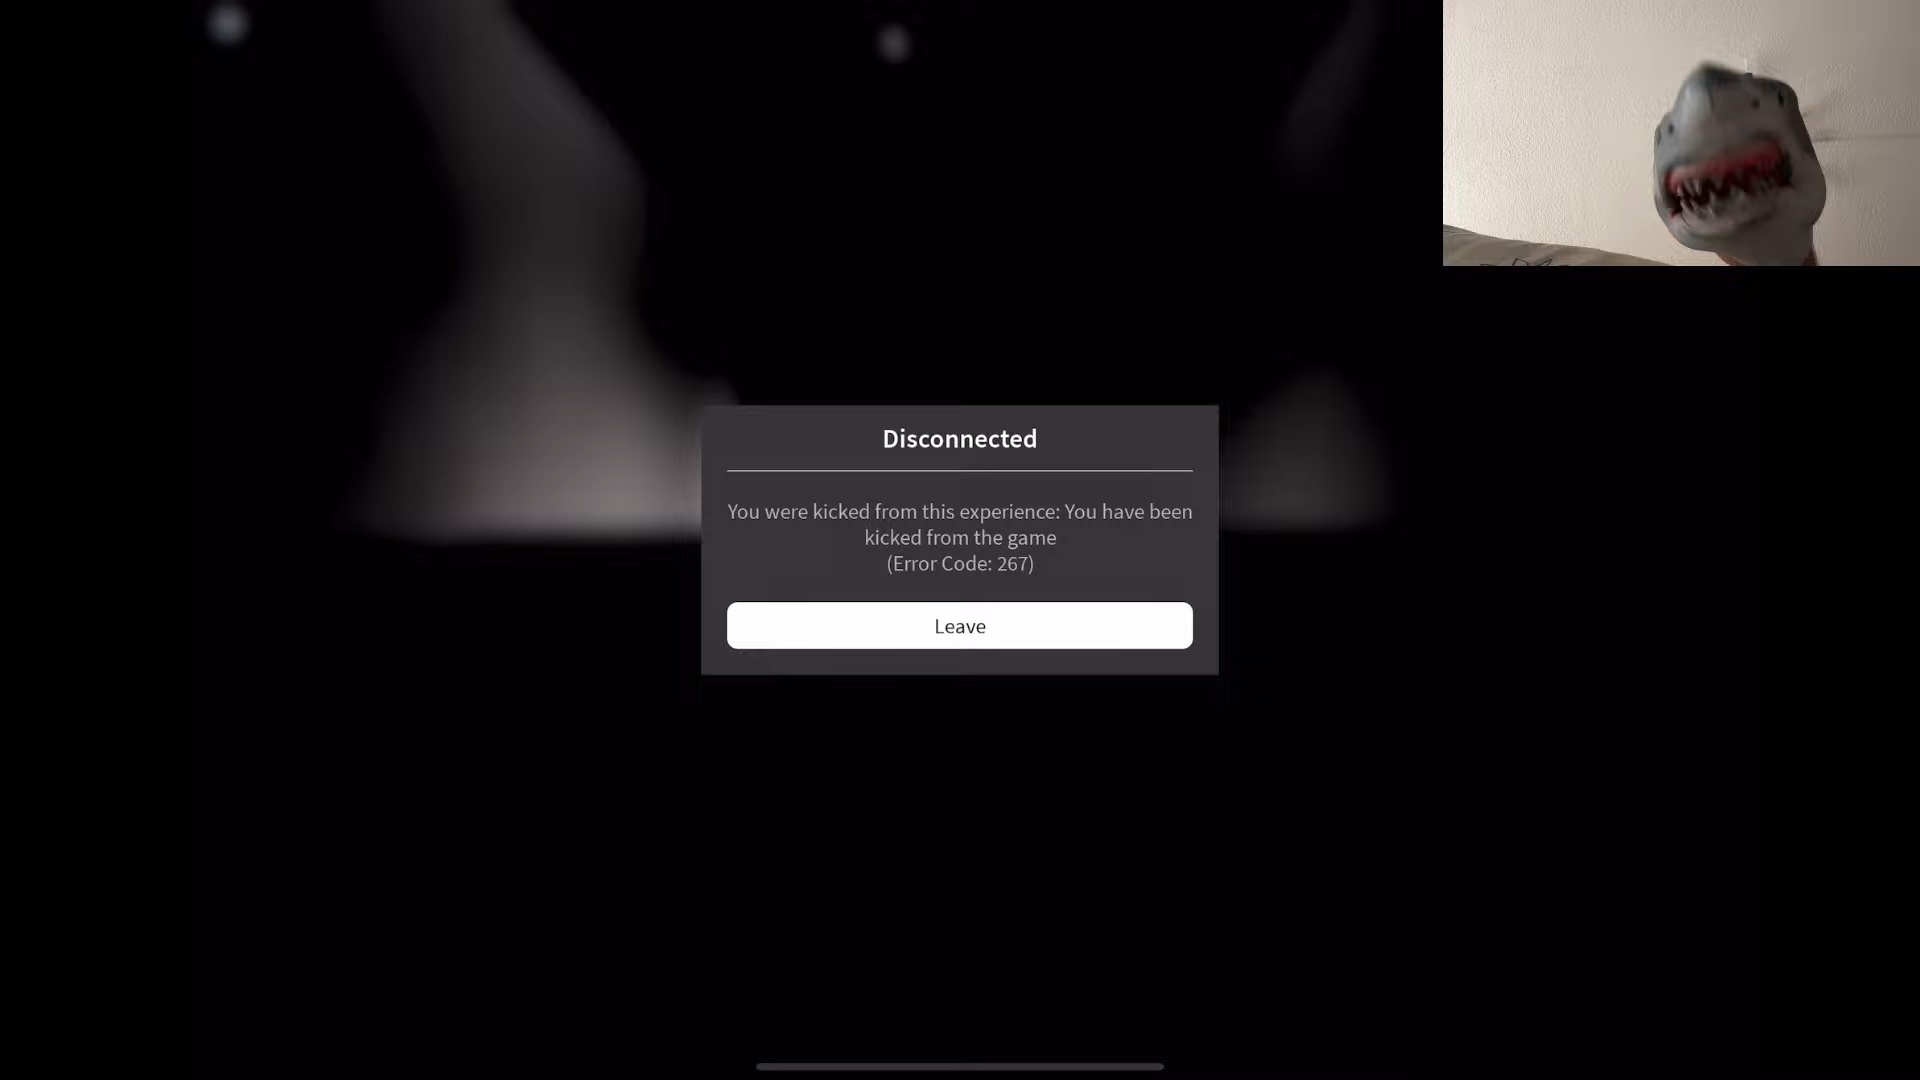 Disconnected
You were kicked from this experience: You have been
kicked from the game
(Error Code: 267)
Leave